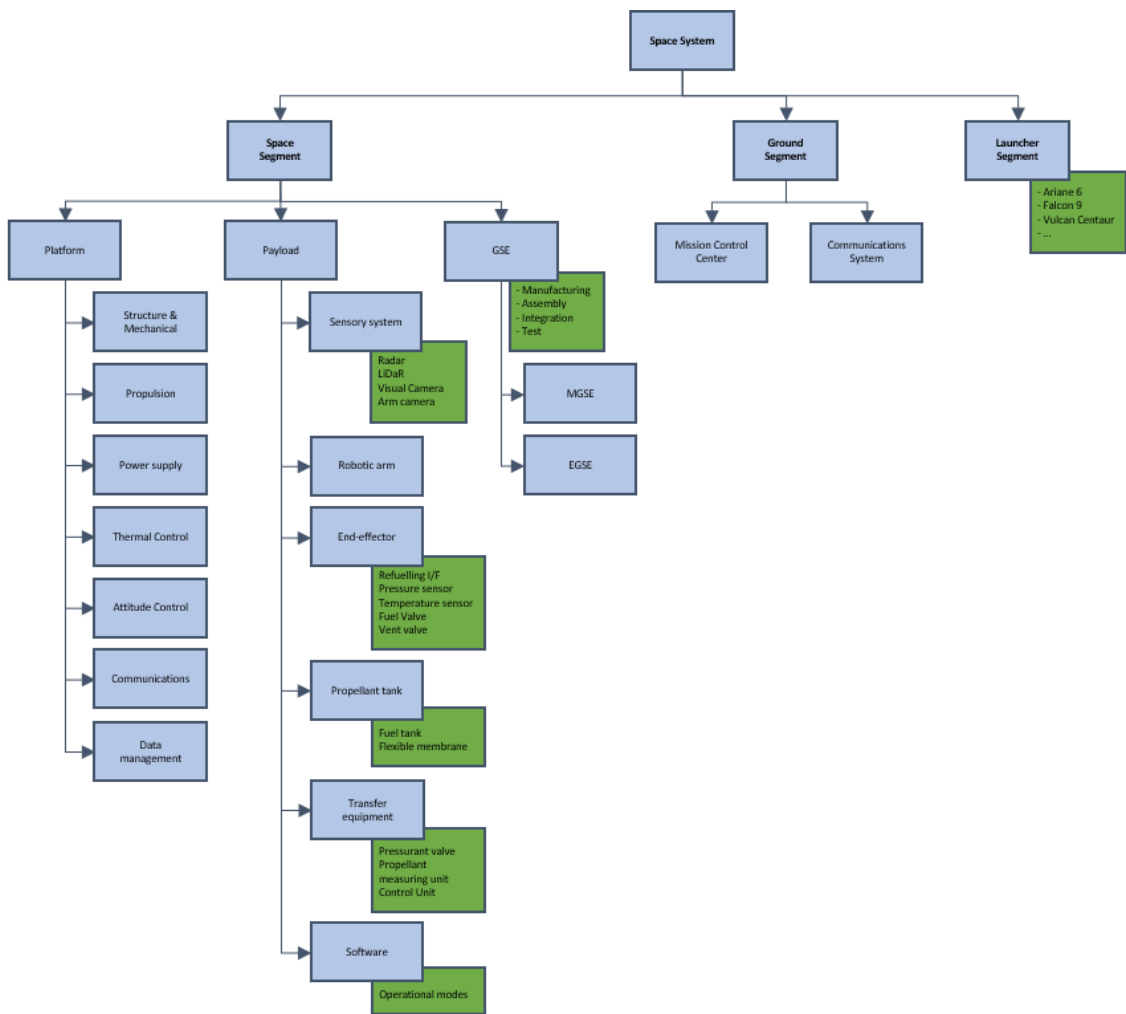 Space System
Space
Segment
Ground
Segment
Launcher
Segment
- Ariane 6
- Falcon 9
- Vulcan Centaur
- ...
Platform
Payload
GSE
Mission Control
Center
Communications
System
- Manufacturing
- Assembly
- Integration
- Test
Structure &
Mechanical
Propulsion
Power supply
Thermal Control
Attitude Control
Communications
Data
management
Sensory system
Radar
LiDaR
Visual Camera
Arm camera
Robotic arm
End-effector
Refuelling I/F
Pressure sensor
Temperature sensor
Fuel Valve
Vent valve
Propellant tank
Fuel tank
Flexible membrane
Transfer
equipment
Pressurant valve
Propellant
measuring unit
Control Unit
Software
Operational modes
MGSE
EGSE